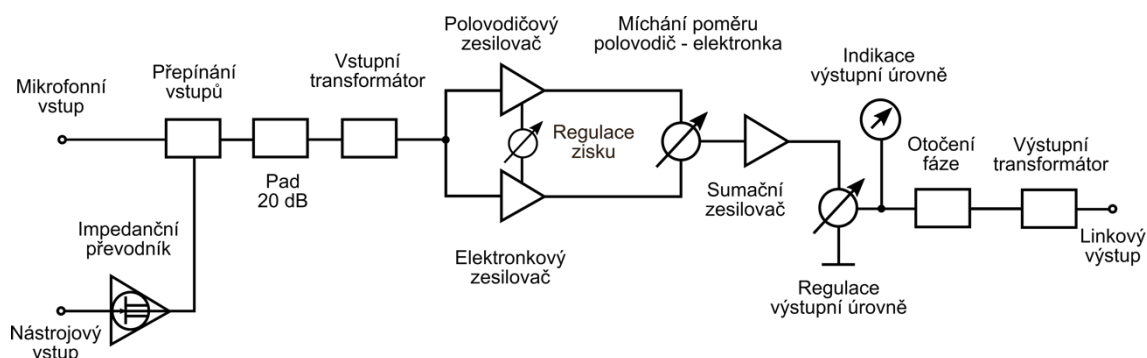 Mikrofonní
vstup
Přepínání
vstupů
Pad
20 dB
Vstupní
transformátor
Impedanční
převodník
Nástrojový
vstup
Polovodičový
zesilovač
Regulace
zisku
Elektronkový
zesilovač
Míchání poměru
polovodič - elektronka
Sumační
zesilovač
Indikace
výstupní úrovně
Regulace
výstupní úrovně
Otočení
fáze
Výstupní
transformátor
Linkový
výstup